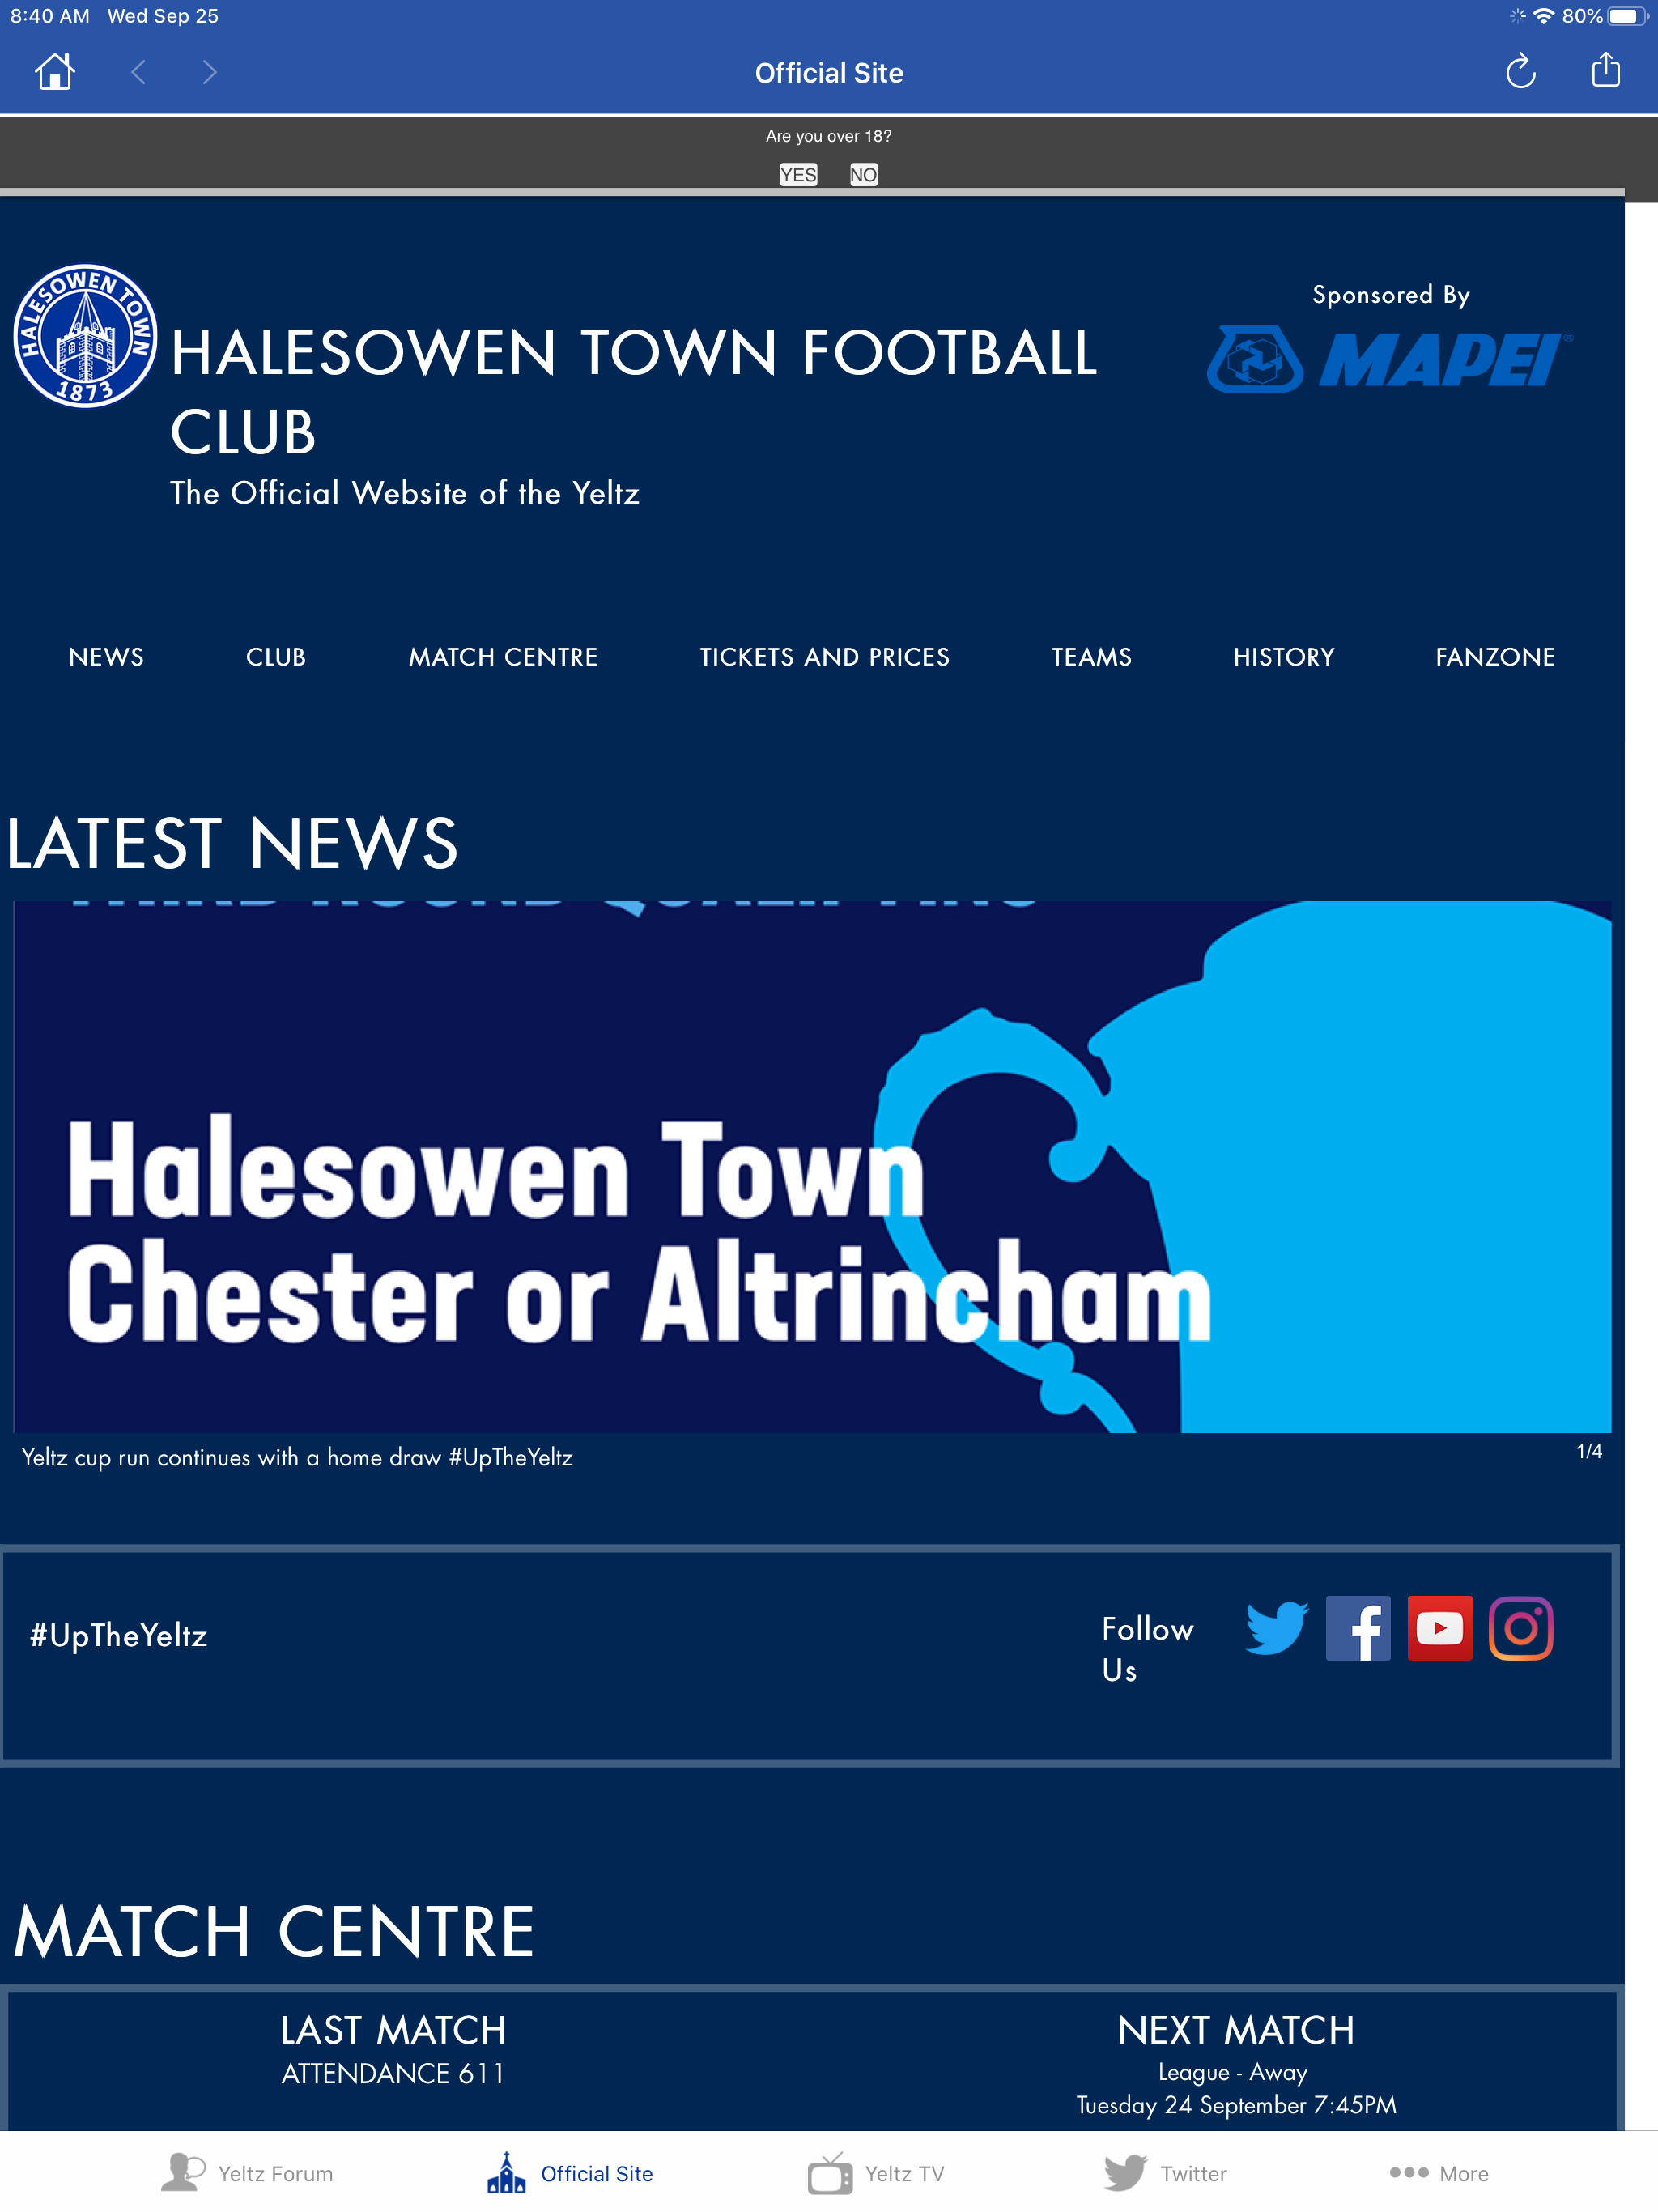 8:40 AM Wed Sep 25
80%
Official Site
Are you over 18?
YES NO
HALESOWEN TOWN
1873
HALESOWEN TOWN FOOTBALL
CLUB
The Official Website of the Yeltz
Sponsored By
MAPEI®
NEWS CLUB MATCH CENTRE TICKETS AND PRICES TEAMS HISTORY FANZONE
LATEST NEWS
Halesowen Town
Chester or Altrincham
Yeltz cup run continues with a home draw #UpTheYeltz
1/4
#UpTheYeltz
Follow
Us
MATCH CENTRE
LAST MATCH
ATTENDANCE 611
NEXT MATCH
League - Away
Tuesday 24 September 7:45PM
Yeltz Forum Official Site Yeltz TV Twitter More